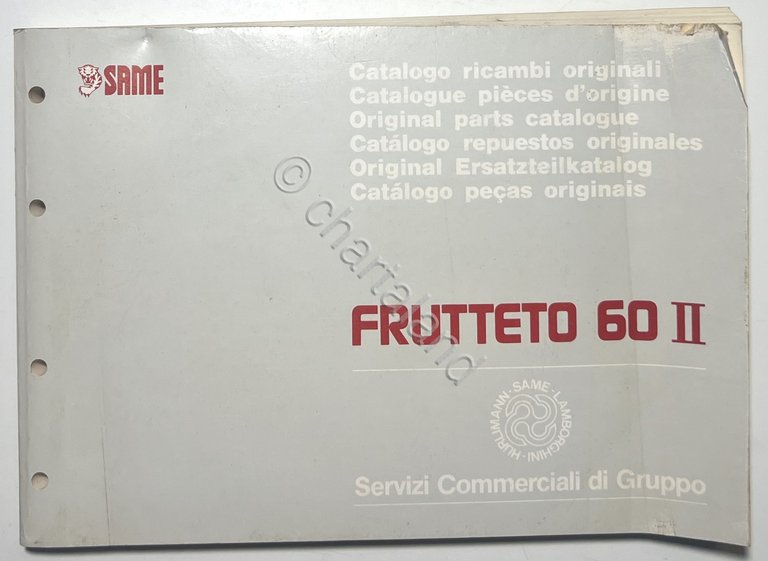 SAME
Catalogo ricambi originali
Catalogue pièces d'origine
Original parts catalogue
Catálogo repuestos originales
Original Ersatzteilkatalog
Catálogo peças originais
© chartaland
FRUTTETO 60 II
HURLIMANN-SAME-LAMBORGHINI-
Servizi Commerciali di Gruppo